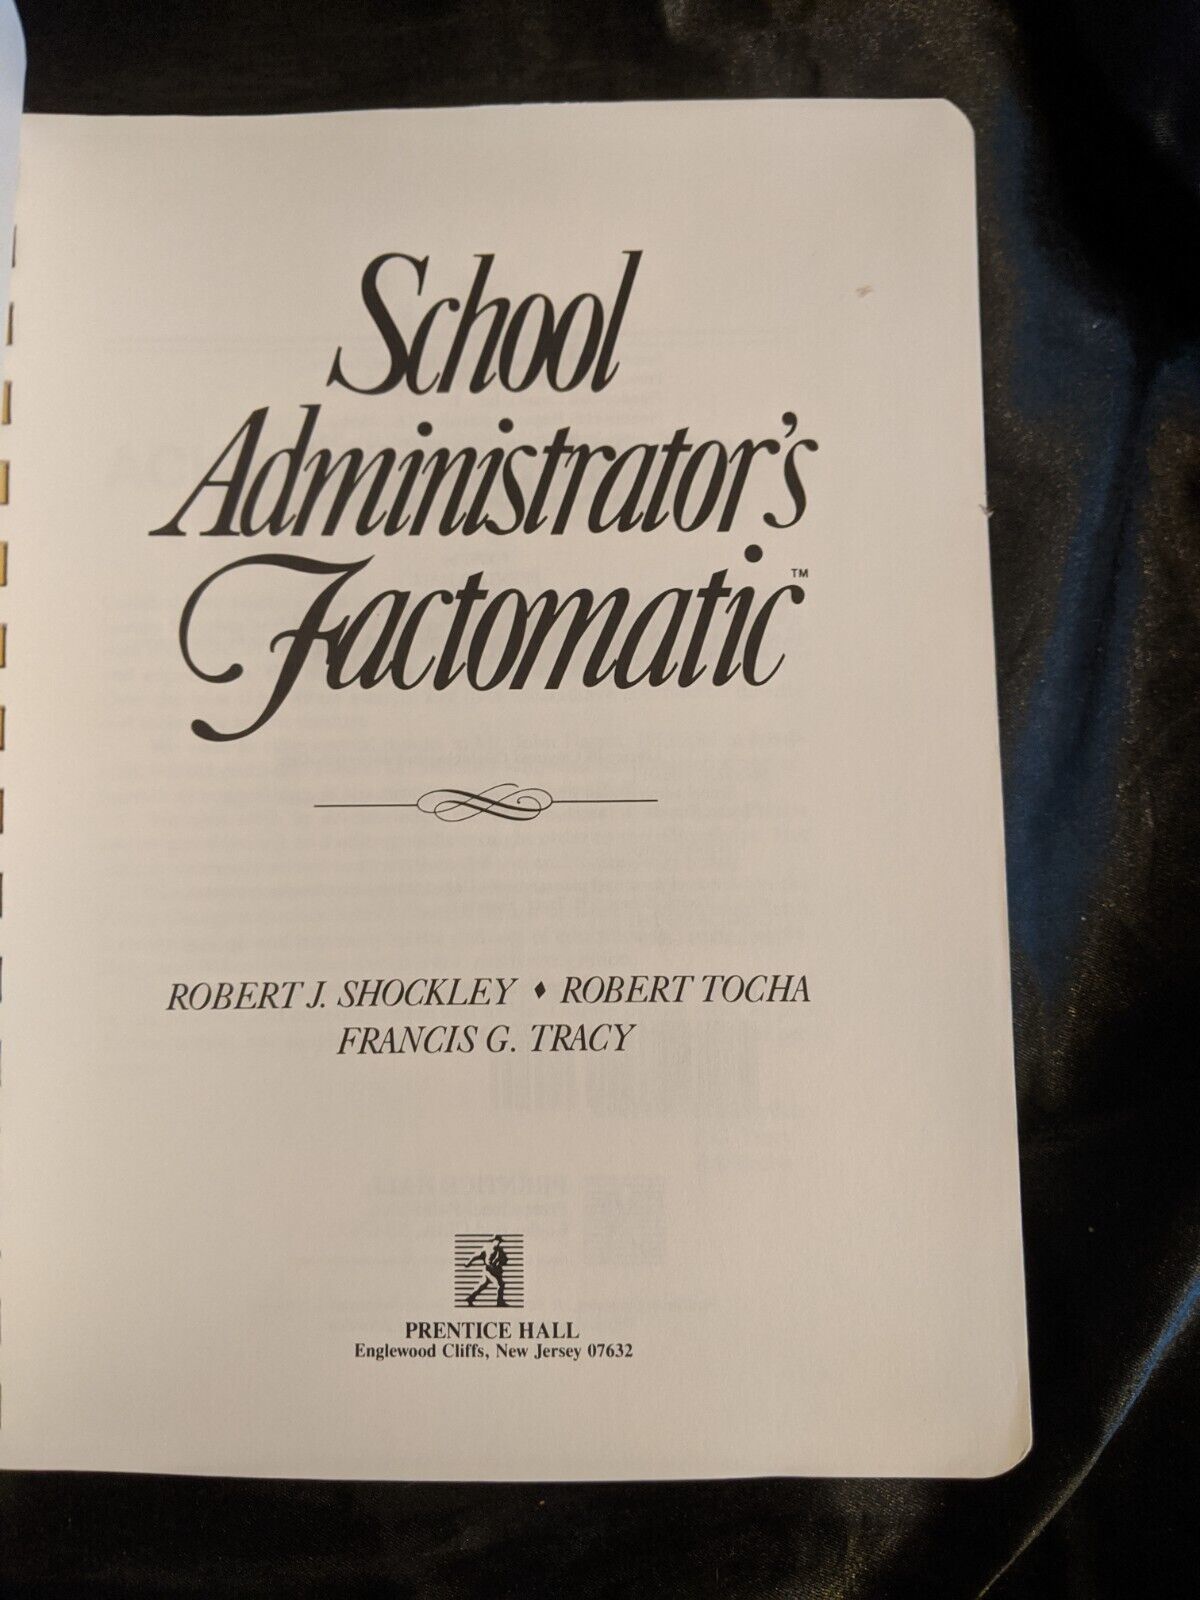 School
Administrator's
Factomatic™
ROBERT J. SHOCKLEY ♦ ROBERT TOCHA
FRANCIS G. TRACY
PRENTICE HALL
Englewood Cliffs, New Jersey 07632